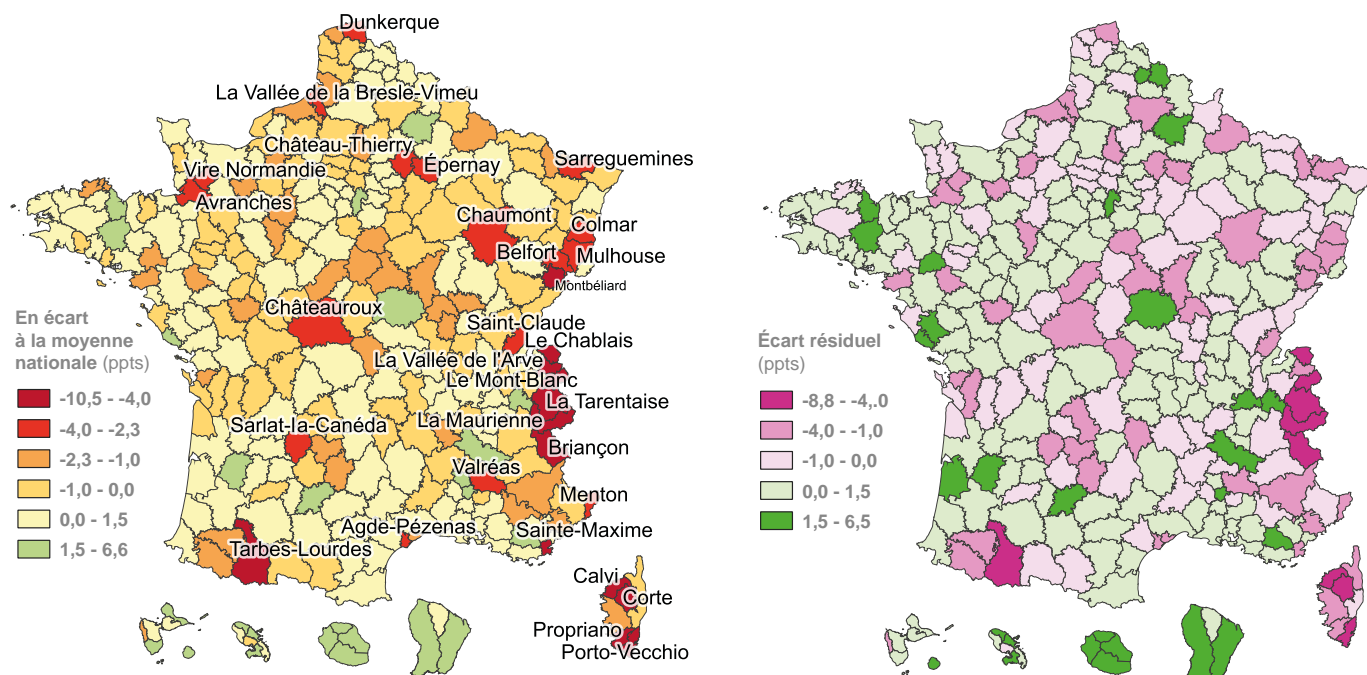 Dunkerque
La Vallée de la Bresle-Vimeu
Château-Thierry
Épernay
Sarreguemines
Vire Normandie
Avranches
Chaumont
Colmar
Belfort
Mulhouse
Montbéliard
Châteauroux
Saint-Claude
Le Chablais
La Vallée de l'Arve
Le Mont-Blanc
La Tarentaise
La Maurienne
Sarlat-la-Canéda
Briançon
Valréas
Menton
Agde-Pézenas
Sainte-Maxime
Tarbes-Lourdes
Calvi
Corte
Propriano
Porto-Vecchio
En écart
à la moyenne
nationale (ppts)
-10,5 - -4,0
-4,0 - -2,3
-2,3 - -1,0
-1,0 - 0,0
0,0 - 1,5
1,5 - 6,6
Écart résiduel
(ppts)
-8,8 - -4,.0
-4,0 - -1,0
-1,0 - 0,0
0,0 - 1,5
1,5 - 6,5